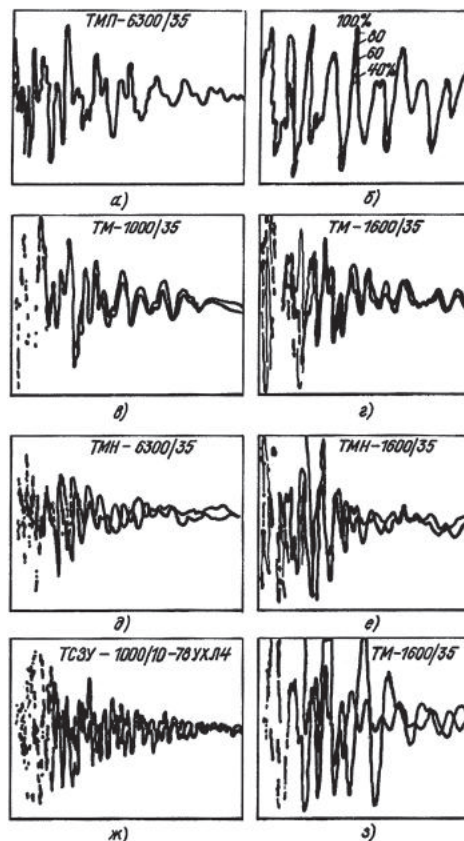 ТМП-6300/35
100%
80
60
40%
а)
б)
ТМ-1000/35
ТМ-1600/35
в)
г)
ТМН-6300/35
ТМН-1600/35
д)
е)
ТСЗУ-1000/10-78УХЛ4
ТМ-1600/35
ж)
з)